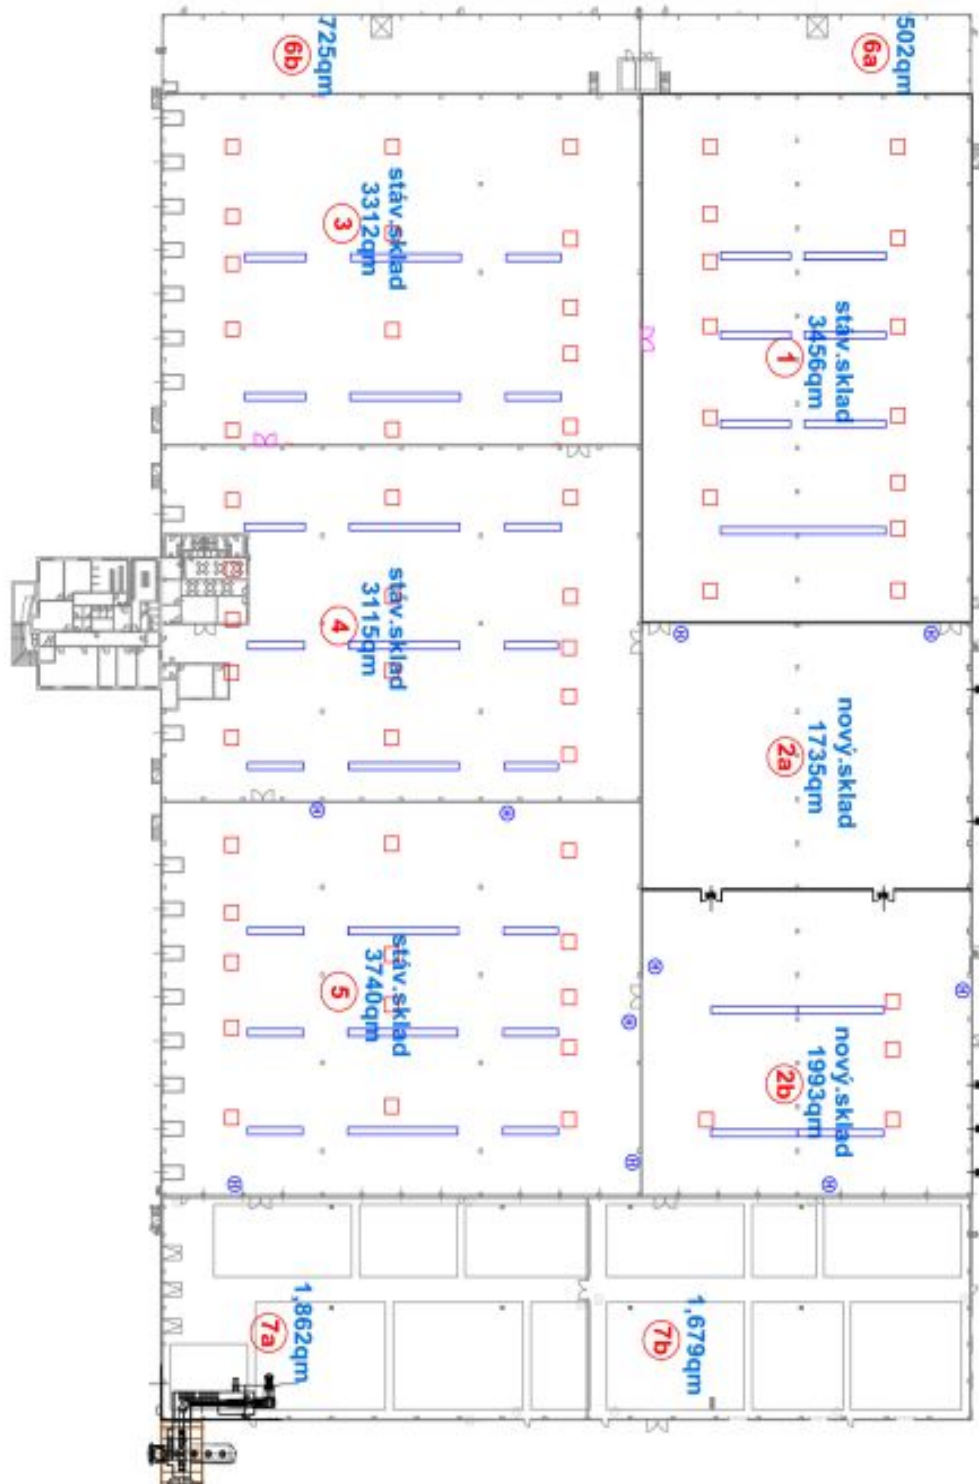 725qm
6b
502qm
6a
stáv.sklad
3312qm
3
stáv.sklad
3456qm
1
stáv.sklad
3115qm
4
nový.sklad
1735qm
2a
stáv.sklad
3740qm
5
nový.sklad
1993qm
2b
1,862qm
7a
1,679qm
7b